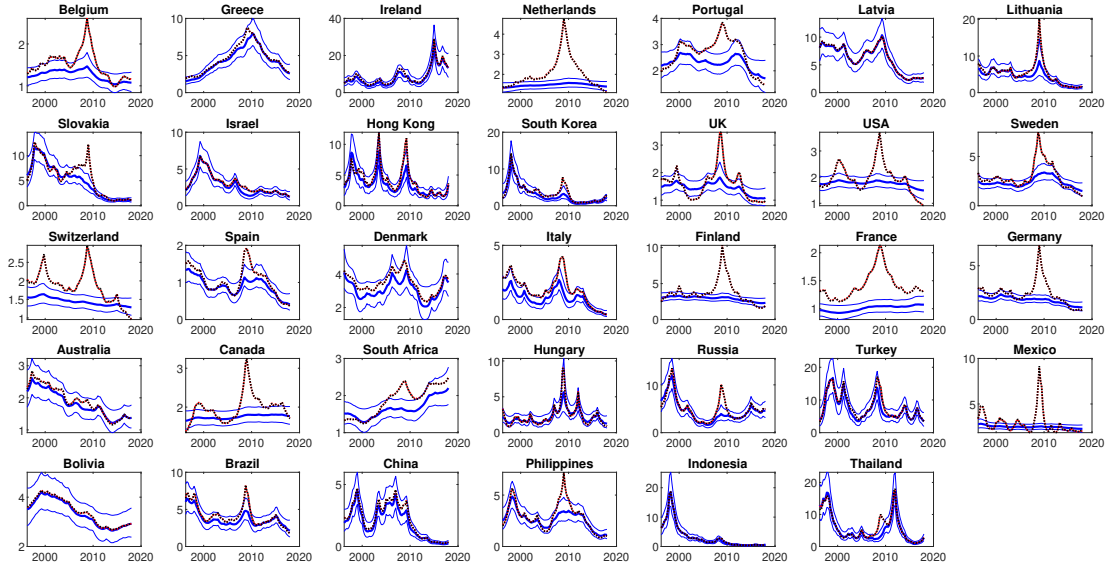 Belgium Greece Ireland Netherlands Portugal Latvia Lithuania
2 1
10 5 0
40 20 0
4 2
4 3 2
10 5 0
20 10 0
2000 2010 2020 2000 2010 2020 2000 2010 2020 2000 2010 2020 2000 2010 2020 2000 2010 2020 2000 2010 2020
Slovakia Israel Hong Kong South Korea UK USA Sweden
10 5 0
10 5 0
10 5 0
20 10 0
3 2 1
3 2 1
5 0
2000 2010 2020 2000 2010 2020 2000 2010 2020 2000 2010 2020 2000 2010 2020 2000 2010 2020 2000 2010 2020
Switzerland Spain Denmark Italy Finland France Germany
2.5 2 1.5 1
2 1 0
4 2
5 0
10 5 0
2 1.5 1
5 0
2000 2010 2020 2000 2010 2020 2000 2010 2020 2000 2010 2020 2000 2010 2020 2000 2010 2020 2000 2010 2020
Australia Canada South Africa Hungary Russia Turkey Mexico
3 2 1
3 2
3 2 1
10 5 0
10 5 0
20 10 0
10 5
2000 2010 2020 2000 2010 2020 2000 2010 2020 2000 2010 2020 2000 2010 2020 2000 2010 2020 2000 2010 2020
Bolivia Brazil China Philippines Indonesia Thailand
4 2
10 5 0
5 0
5 0
20 10 0
20 10 0
2000 2010 2020 2000 2010 2020 2000 2010 2020 2000 2010 2020 2000 2010 2020 2000 2010 2020